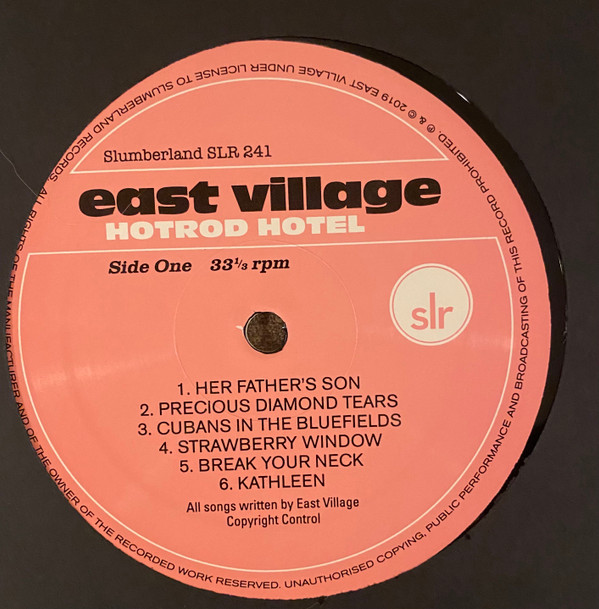 Slumberland SLR 241
east village
HOTROD HOTEL
Side One 33⅓ rpm
slr
1. HER FATHER'S SON
2. PRECIOUS DIAMOND TEARS
3. CUBANS IN THE BLUEFIELDS
4. STRAWBERRY WINDOW
5. BREAK YOUR NECK
6. KATHLEEN
All songs written by East Village
Copyright Control
℗ & © 2019 EAST VILLAGE UNDER LICENSE TO SLUMBERLAND RECORDS. ALL RIGHTS OF THE MANUFACTURER AND OF THE OWNER OF THE RECORDED WORK RESERVED. UNAUTHORISED COPYING, PUBLIC PERFORMANCE AND BROADCASTING OF THIS RECORD PROHIBITED.